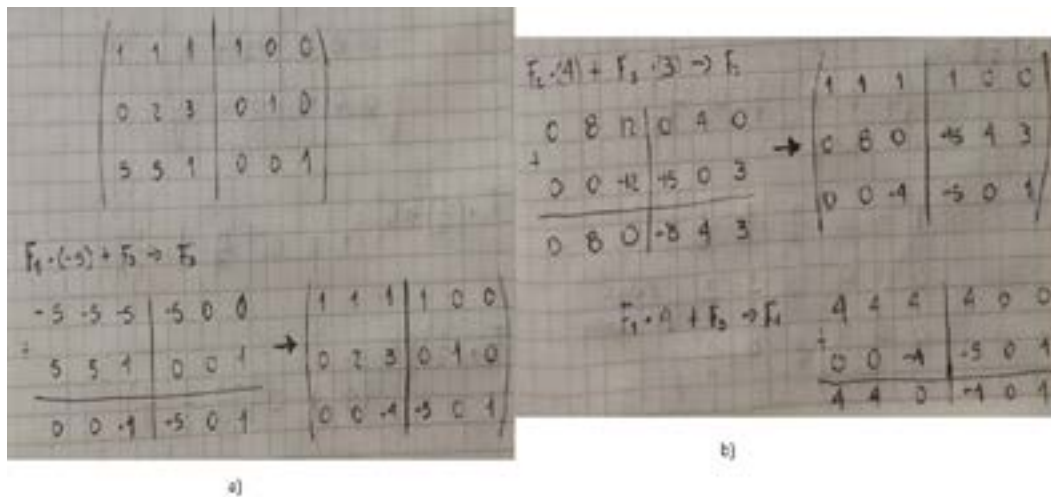 1 1 1 | 1 0 0
0 2 3 | 0 1 0
5 5 1 | 0 0 1
F₁·(-5) + F₃ → F₃
-5 -5 -5 | -5 0 0
+
5 5 1 | 0 0 1
0 0 -4 | -5 0 1
→
1 1 1 | 1 0 0
0 2 3 | 0 1 0
0 0 -4 | -5 0 1
a)
F₂·(4) + F₃·(3) → F₂
0 8 12 | 0 4 0
+
0 0 -12 | -15 0 3
0 8 0 | 4 3
→
1 1 1 | 1 0 0
0 8 0 | -15 4 3
0 0 -4 | -5 0 1
F₁·4 + F₃ → F₁
4 4 4 | 4 0 0
+
0 0 -4 | -5 0 1
4 4 0 | -1 0 1
b)